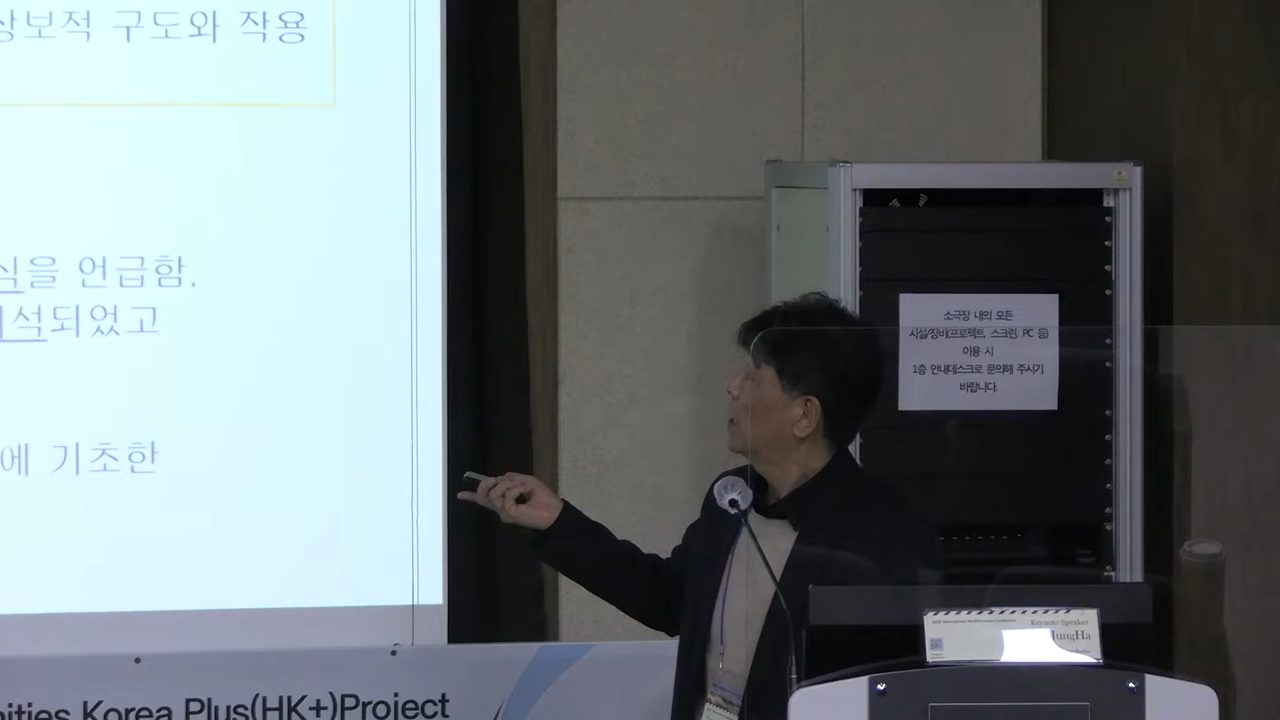 상보적 구도와 작용
심을 언급함.
석되었고
에 기초한
소극장 내의 모든
시설/장비(프로젝트, 스크린, PC 등)
이용 시
1층 안내데스크로 문의해 주시기
바랍니다.
Keynote Speaker
JungHa
nities Korea Plus(HK+)Project